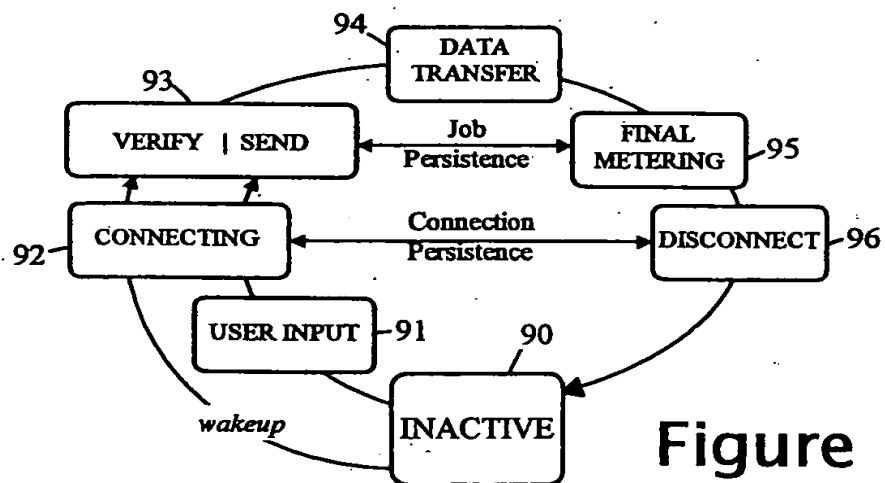 94
DATA
TRANSFER
93
VERIFY | SEND
Job
Persistence
FINAL
METERING
95
92
CONNECTING
Connection
Persistence
DISCONNECT
96
USER INPUT
91
90
INACTIVE
wakeup
Figure